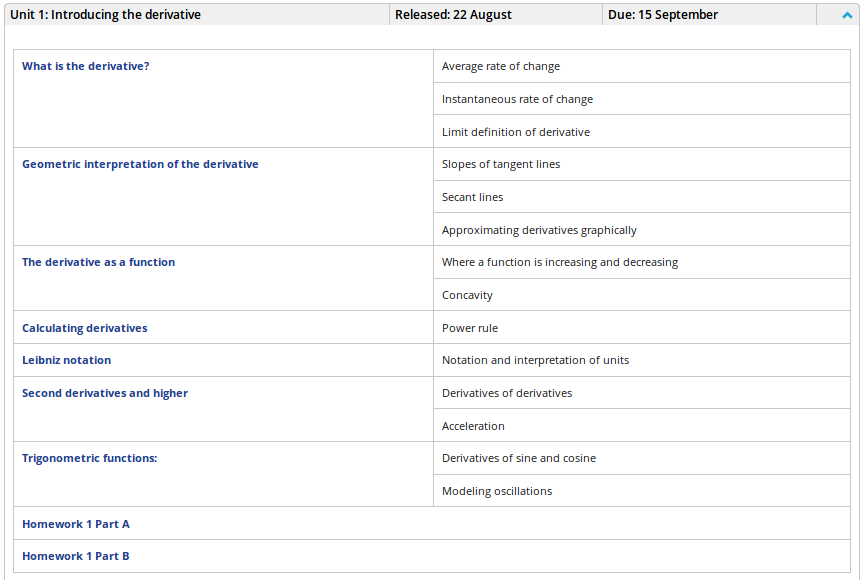 Unit 1: Introducing the derivative Released: 22 August Due: 15 September
What is the derivative? Average rate of change
Instantaneous rate of change
Limit definition of derivative
Geometric interpretation of the derivative Slopes of tangent lines
Secant lines
Approximating derivatives graphically
The derivative as a function Where a function is increasing and decreasing
Concavity
Calculating derivatives Power rule
Leibniz notation Notation and interpretation of units
Second derivatives and higher Derivatives of derivatives
Acceleration
Trigonometric functions: Derivatives of sine and cosine
Modeling oscillations
Homework 1 Part A
Homework 1 Part B